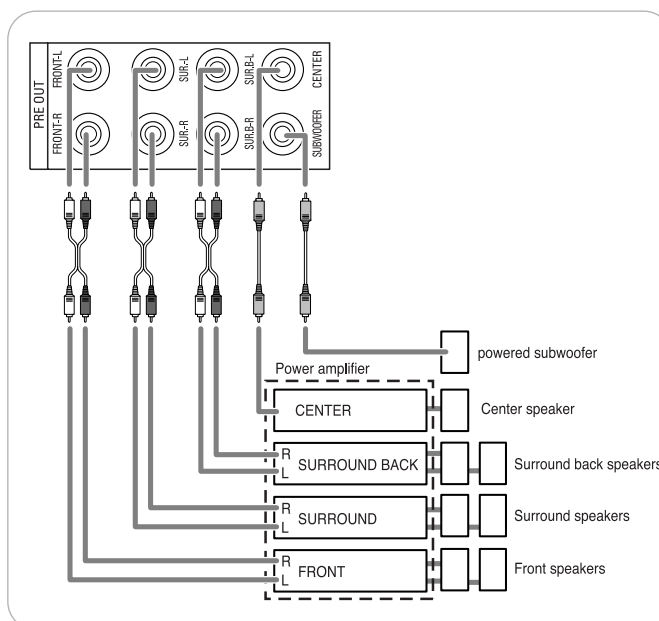 PRE OUT
FRONT-L
SUR.-L
SUR.B-L
CENTER
FRONT-R
SUR.-R
SUR.B-R
SUBWOOFER
powered subwoofer
Power amplifier
CENTER
Center speaker
R
L
SURROUND BACK
Surround back speakers
R
L
SURROUND
Surround speakers
R
L
FRONT
Front speakers